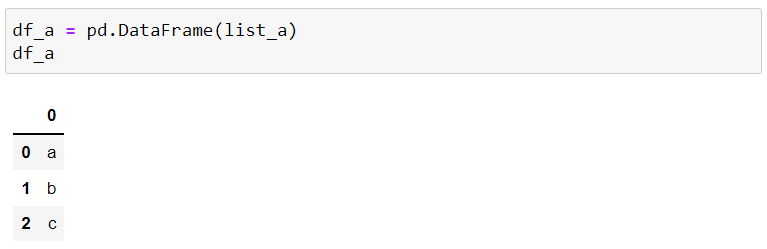 df_a = pd.DataFrame(list_a)
df_a
0
0 a
1 b
2 c